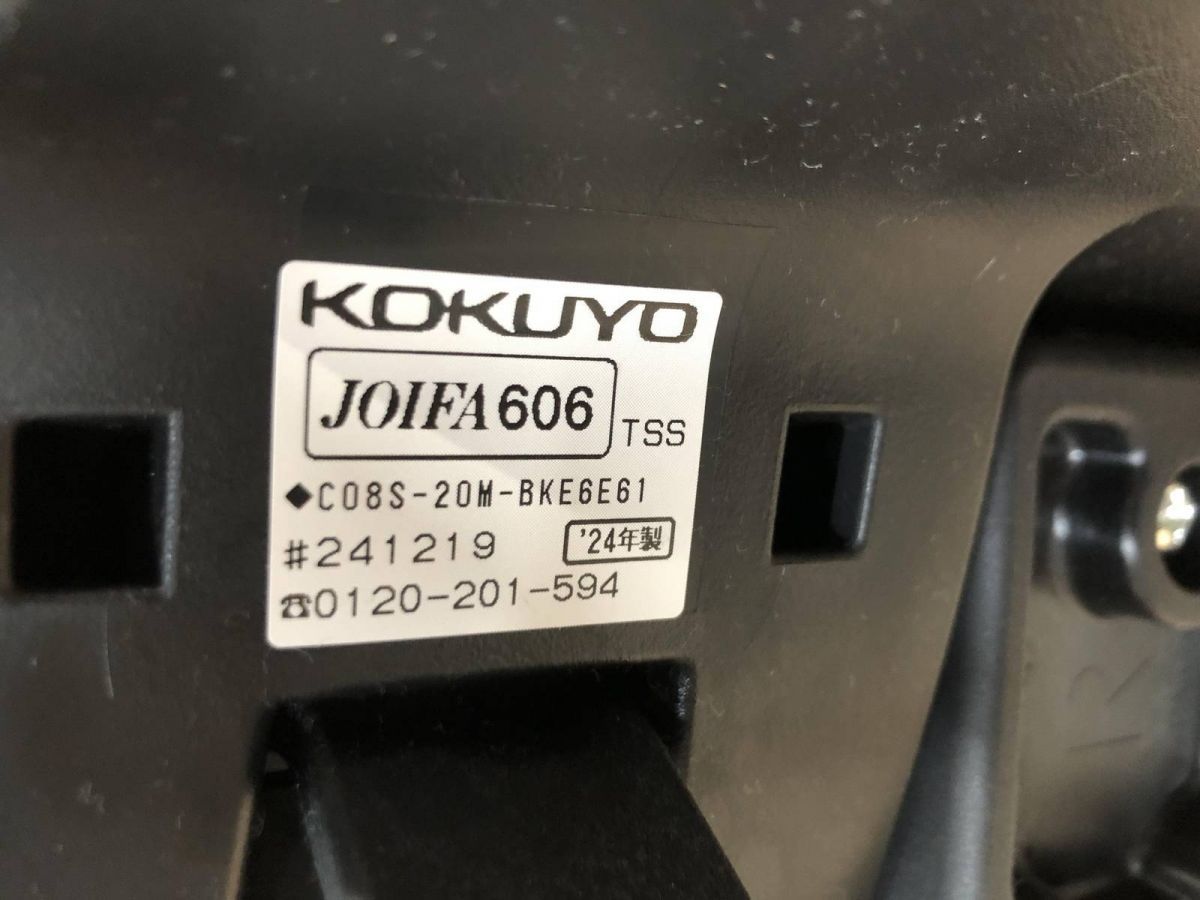 KOKUYO
JOIFA606 TSS
◆C08S-20M-BKE6E61
#241219 '24年製
☎0120-201-594